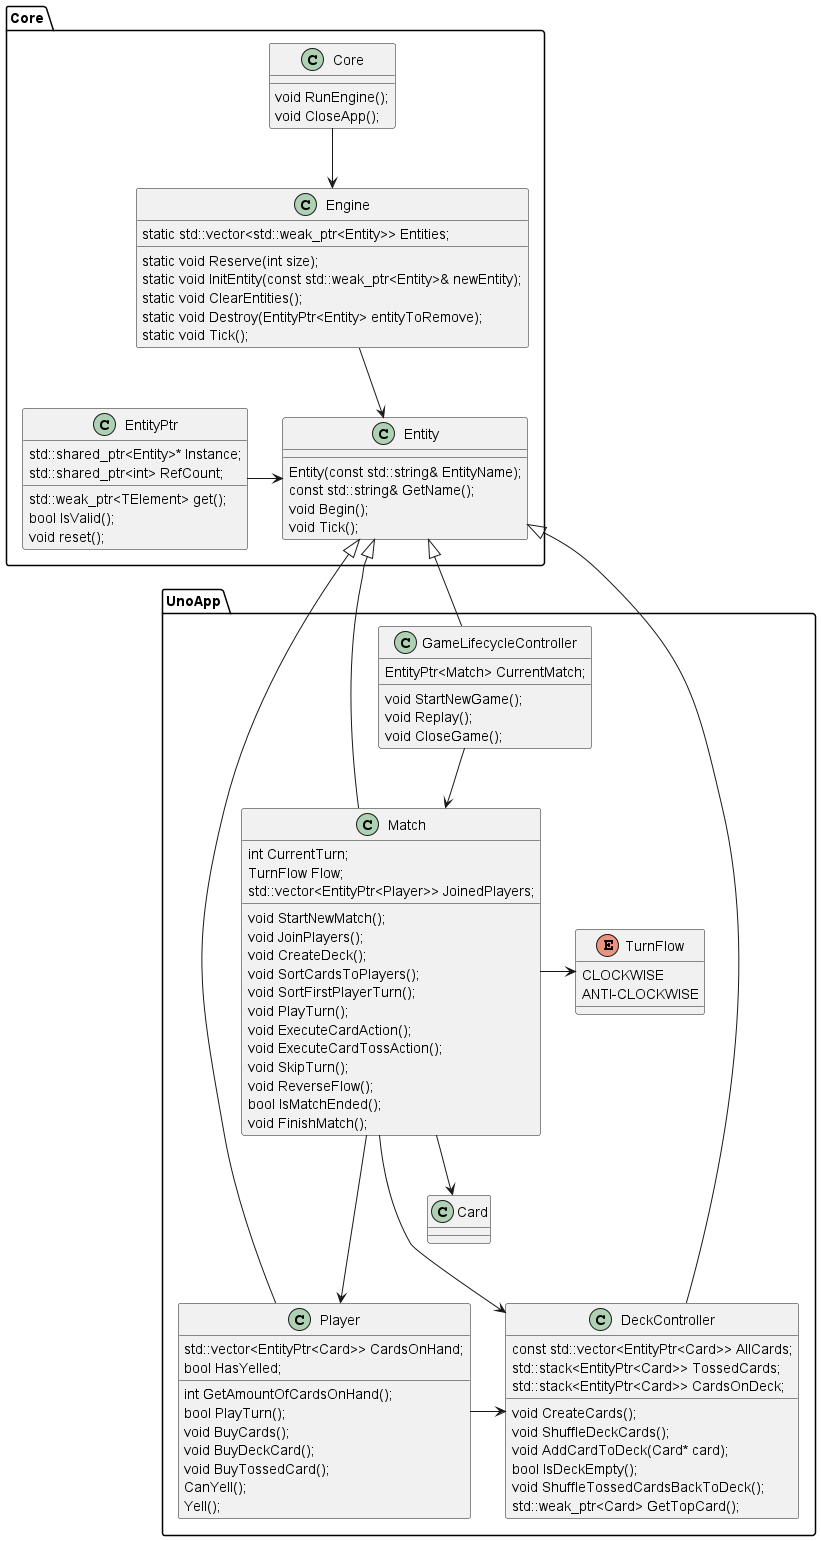 Core
C Core
void RunEngine();
void CloseApp();
C Engine
static std::vector<std::weak_ptr<Entity>> Entities;
static void Reserve(int size);
static void InitEntity(const std::weak_ptr<Entity>& newEntity);
static void ClearEntities();
static void Destroy(EntityPtr<Entity> entityToRemove);
static void Tick();
C EntityPtr
std::shared_ptr<Entity>* Instance;
std::shared_ptr<int> RefCount;
std::weak_ptr<TElement> get();
bool IsValid();
void reset();
C Entity
Entity(const std::string& EntityName);
const std::string& GetName();
void Begin();
void Tick();
UnoApp
C GameLifecycleController
EntityPtr<Match> CurrentMatch;
void StartNewGame();
void Replay();
void CloseGame();
C Match
int CurrentTurn;
TurnFlow Flow;
std::vector<EntityPtr<Player>> JoinedPlayers;
void StartNewMatch();
void JoinPlayers();
void CreateDeck();
void SortCardsToPlayers();
void SortFirstPlayerTurn();
void PlayTurn();
void ExecuteCardAction();
void ExecuteCardTossAction();
void SkipTurn();
void ReverseFlow();
bool IsMatchEnded();
void FinishMatch();
E TurnFlow
CLOCKWISE
ANTI-CLOCKWISE
C Card
C Player
std::vector<EntityPtr<Card>> CardsOnHand;
bool HasYelled;
int GetAmountOfCardsOnHand();
bool PlayTurn();
void BuyCards();
void BuyDeckCard();
void BuyTossedCard();
CanYell();
Yell();
C DeckController
const std::vector<EntityPtr<Card>> AllCards;
std::stack<EntityPtr<Card>> TossedCards;
std::stack<EntityPtr<Card>> CardsOnDeck;
void CreateCards();
void ShuffleDeckCards();
void AddCardToDeck(Card* card);
bool IsDeckEmpty();
void ShuffleTossedCardsBackToDeck();
std::weak_ptr<Card> GetTopCard();